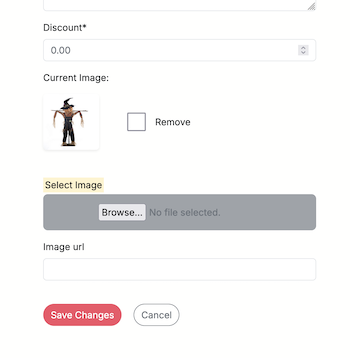 Discount*
0.00
Current Image:
Remove
Select Image
Browse... No file selected.
Image url
Save Changes Cancel